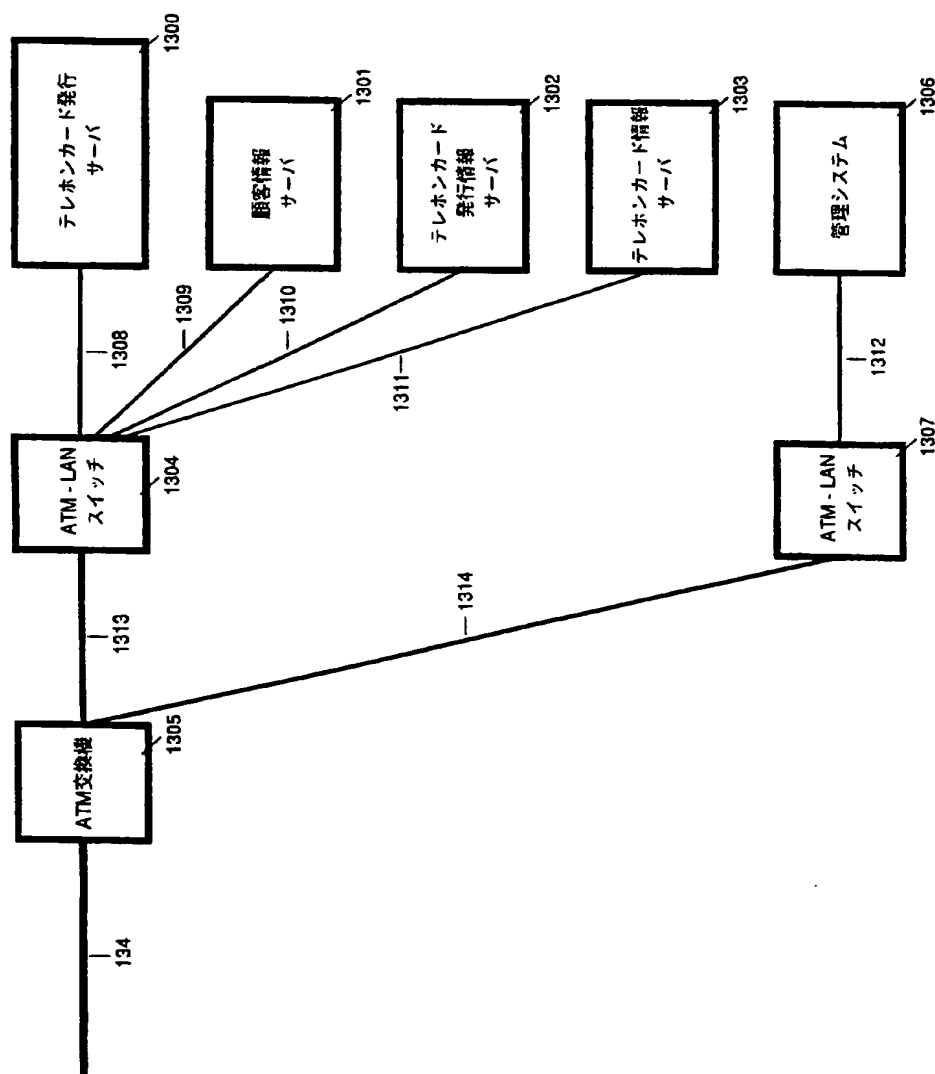 テレホンカード発行
サーバ
1300
顧客情報
サーバ
1301
テレホンカード
発行情報
サーバ
1302
テレホンカード情報
サーバ
1303
管理システム
1306
1308
1309
1310
1311
1312
ATM - LAN
スイッチ
1304
ATM - LAN
スイッチ
1307
1313
1314
ATM交換機
1305
134